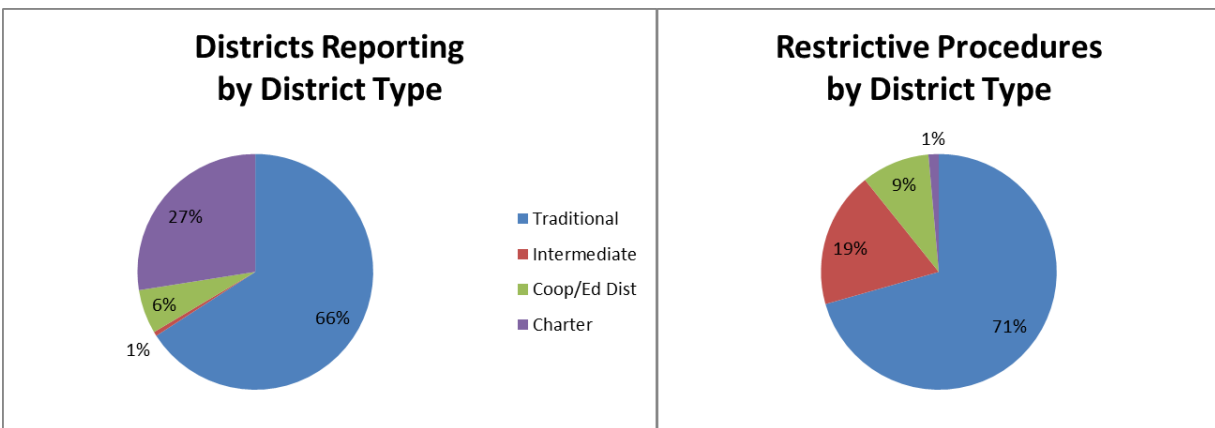 Districts Reporting
by District Type
27%
6%
1%
66%
Traditional
Intermediate
Coop/Ed Dist
Charter
Restrictive Procedures
by District Type
1%
9%
19%
71%